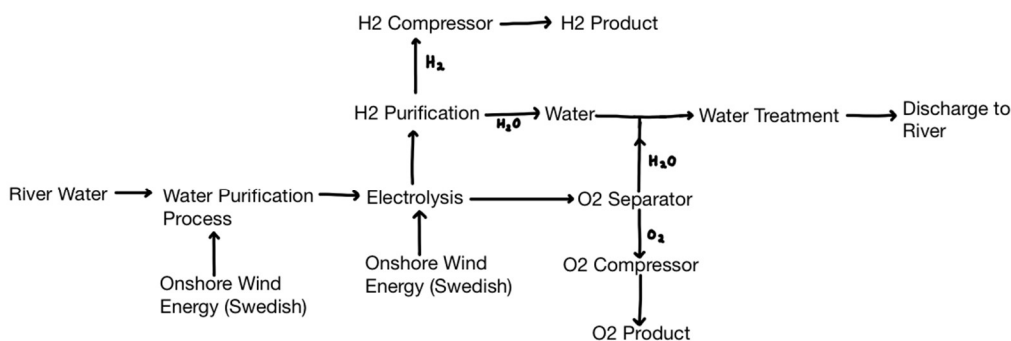 H2 Compressor
H2 Product
H₂
H2 Purification
H₂O
Water
Water Treatment
Discharge to
River
H₂O
River Water
Water Purification
Process
Electrolysis
O2 Separator
O₂
Onshore Wind
Energy (Swedish)
Onshore Wind
Energy (Swedish)
O2 Compressor
O2 Product